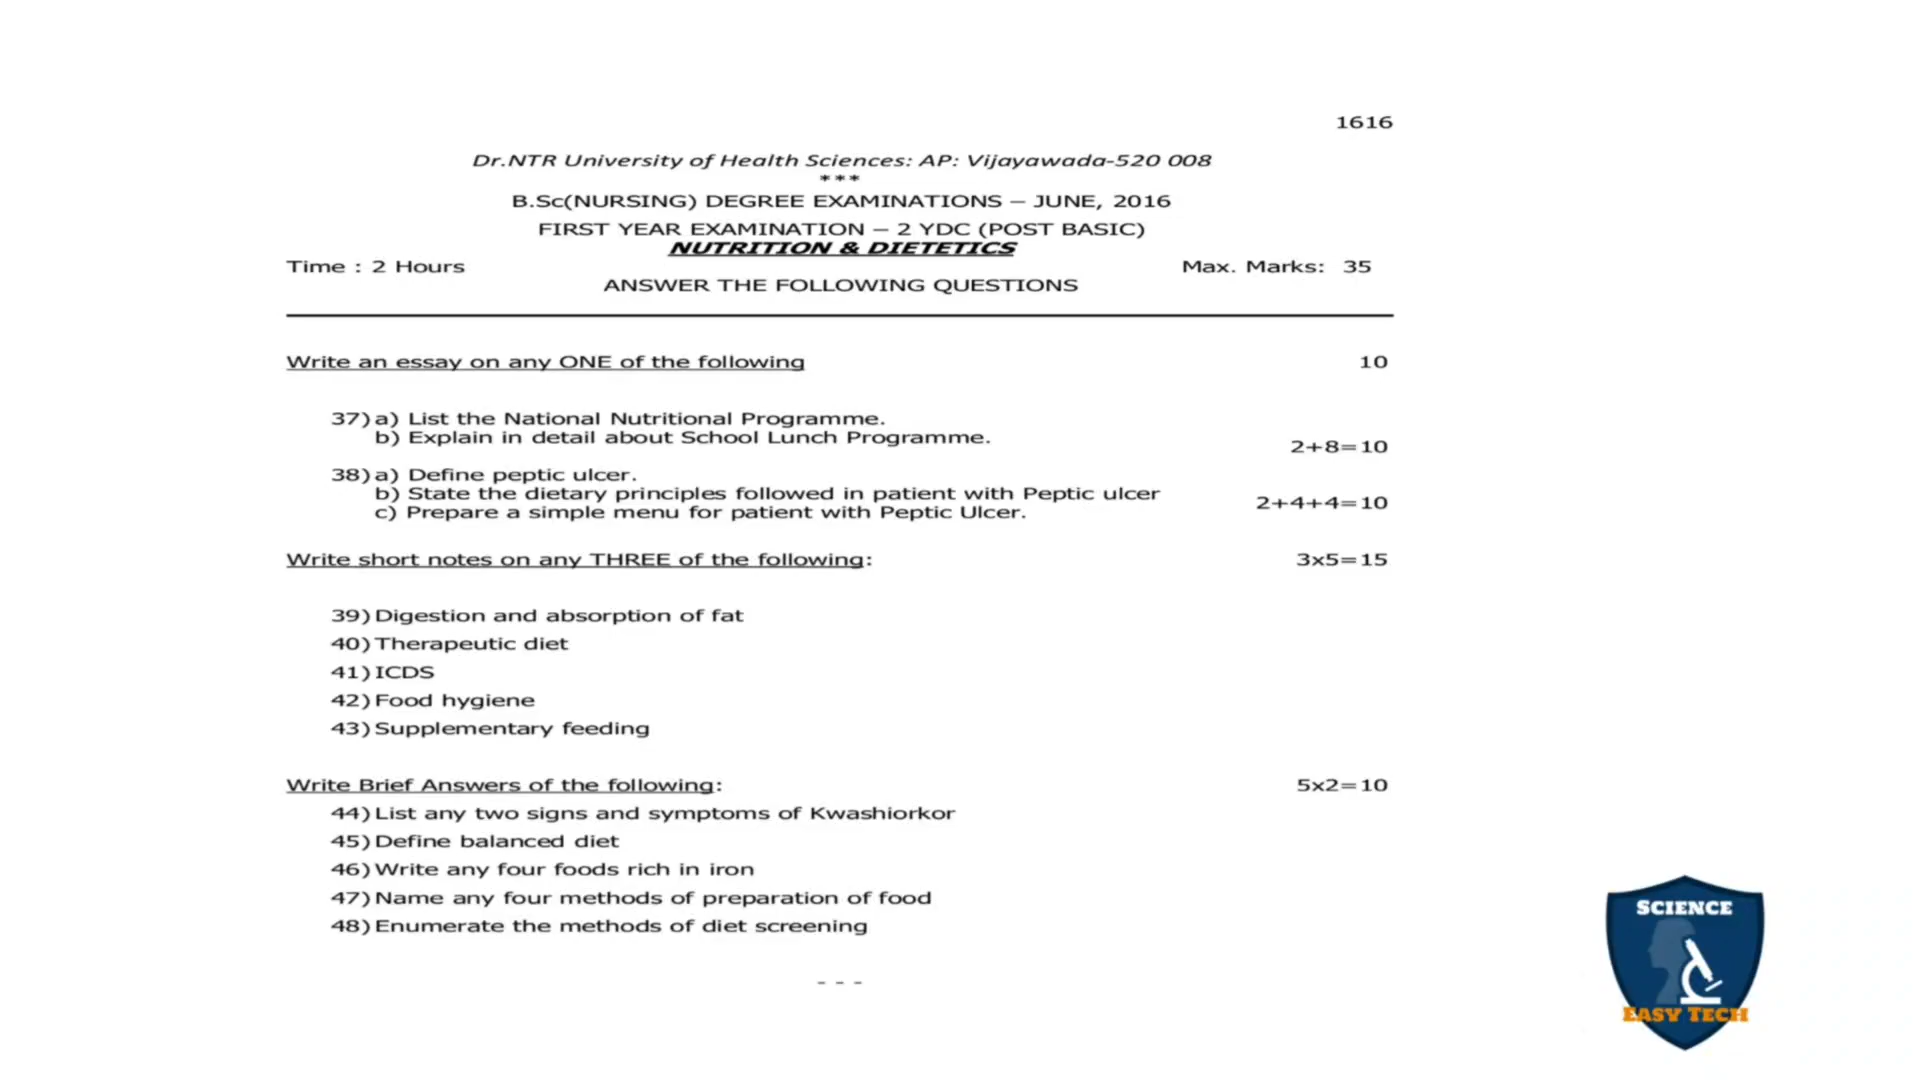 1616
Dr.NTR University of Health Sciences: AP: Vijayawada-520 008
***
B.Sc(NURSING) DEGREE EXAMINATIONS – JUNE, 2016
FIRST YEAR EXAMINATION – 2 YDC (POST BASIC)
NUTRITION & DIETETICS
Time : 2 Hours Max. Marks: 35
ANSWER THE FOLLOWING QUESTIONS
Write an essay on any ONE of the following 10
37) a) List the National Nutritional Programme.
b) Explain in detail about School Lunch Programme.
2+8=10
38) a) Define peptic ulcer.
b) State the dietary principles followed in patient with Peptic ulcer
2+4+4=10
c) Prepare a simple menu for patient with Peptic Ulcer.
Write short notes on any THREE of the following: 3x5=15
39) Digestion and absorption of fat
40) Therapeutic diet
41) ICDS
42) Food hygiene
43) Supplementary feeding
Write Brief Answers of the following: 5x2=10
44) List any two signs and symptoms of Kwashiorkor
45) Define balanced diet
46) Write any four foods rich in iron
47) Name any four methods of preparation of food
48) Enumerate the methods of diet screening
- - -
SCIENCE
EASY TECH